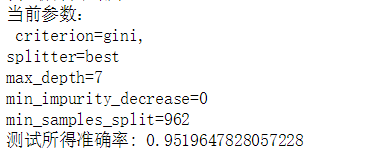 当前参数：
criterion=gini,
splitter=best
max_depth=7
min_impurity_decrease=0
min_samples_split=962
测试所得准确率: 0.9519647828057228